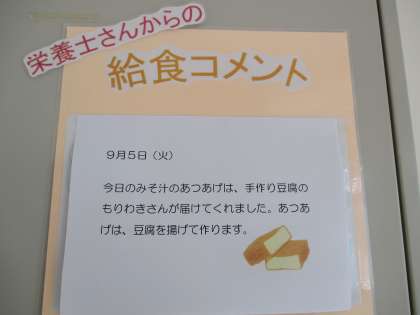 栄養士さんからの
給食コメント
９月５日（火）
今日のみそ汁のあつあげは、手作り豆腐の
もりわきさんが届けてくれました。あつあ
げは、豆腐を揚げて作ります。